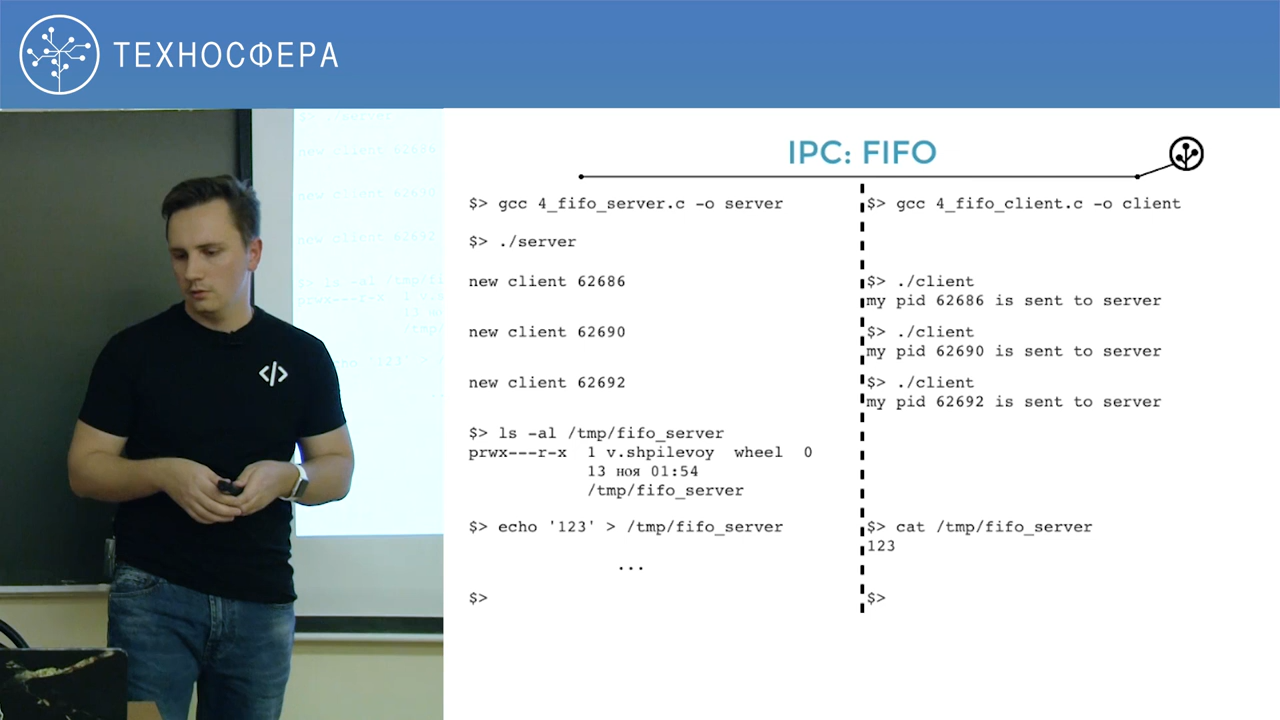 ТЕХНОСФЕРА
IPC: FIFO
$> gcc 4_fifo_server.c -o server
$> ./server
new client 62686
new client 62690
new client 62692
$> ls -al /tmp/fifo_server
prwx---r-x 1 v.shpilevoy wheel 0
13 ноя 01:54
/tmp/fifo_server
$> echo '123' > /tmp/fifo_server
...
$>
$> gcc 4_fifo_client.c -o client
$> ./client
my pid 62686 is sent to server
$> ./client
my pid 62690 is sent to server
$> ./client
my pid 62692 is sent to server
$> cat /tmp/fifo_server
123
$>